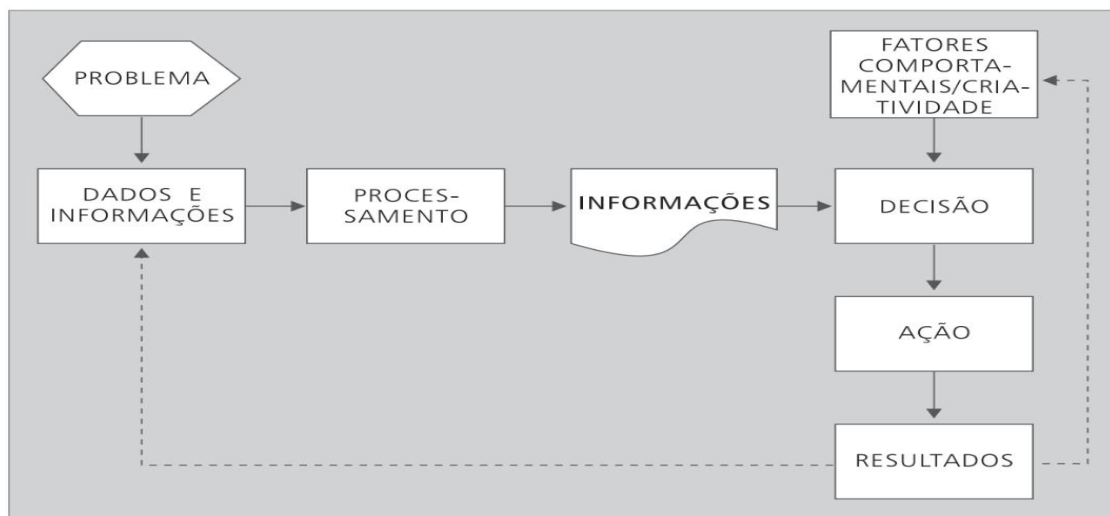 PROBLEMA
FATORES
COMPORTA-
MENTAIS/CRIA-
TIVIDADE
DADOS E
INFORMAÇÕES
PROCES-
SAMENTO
INFORMAÇÕES
DECISÃO
AÇÃO
RESULTADOS